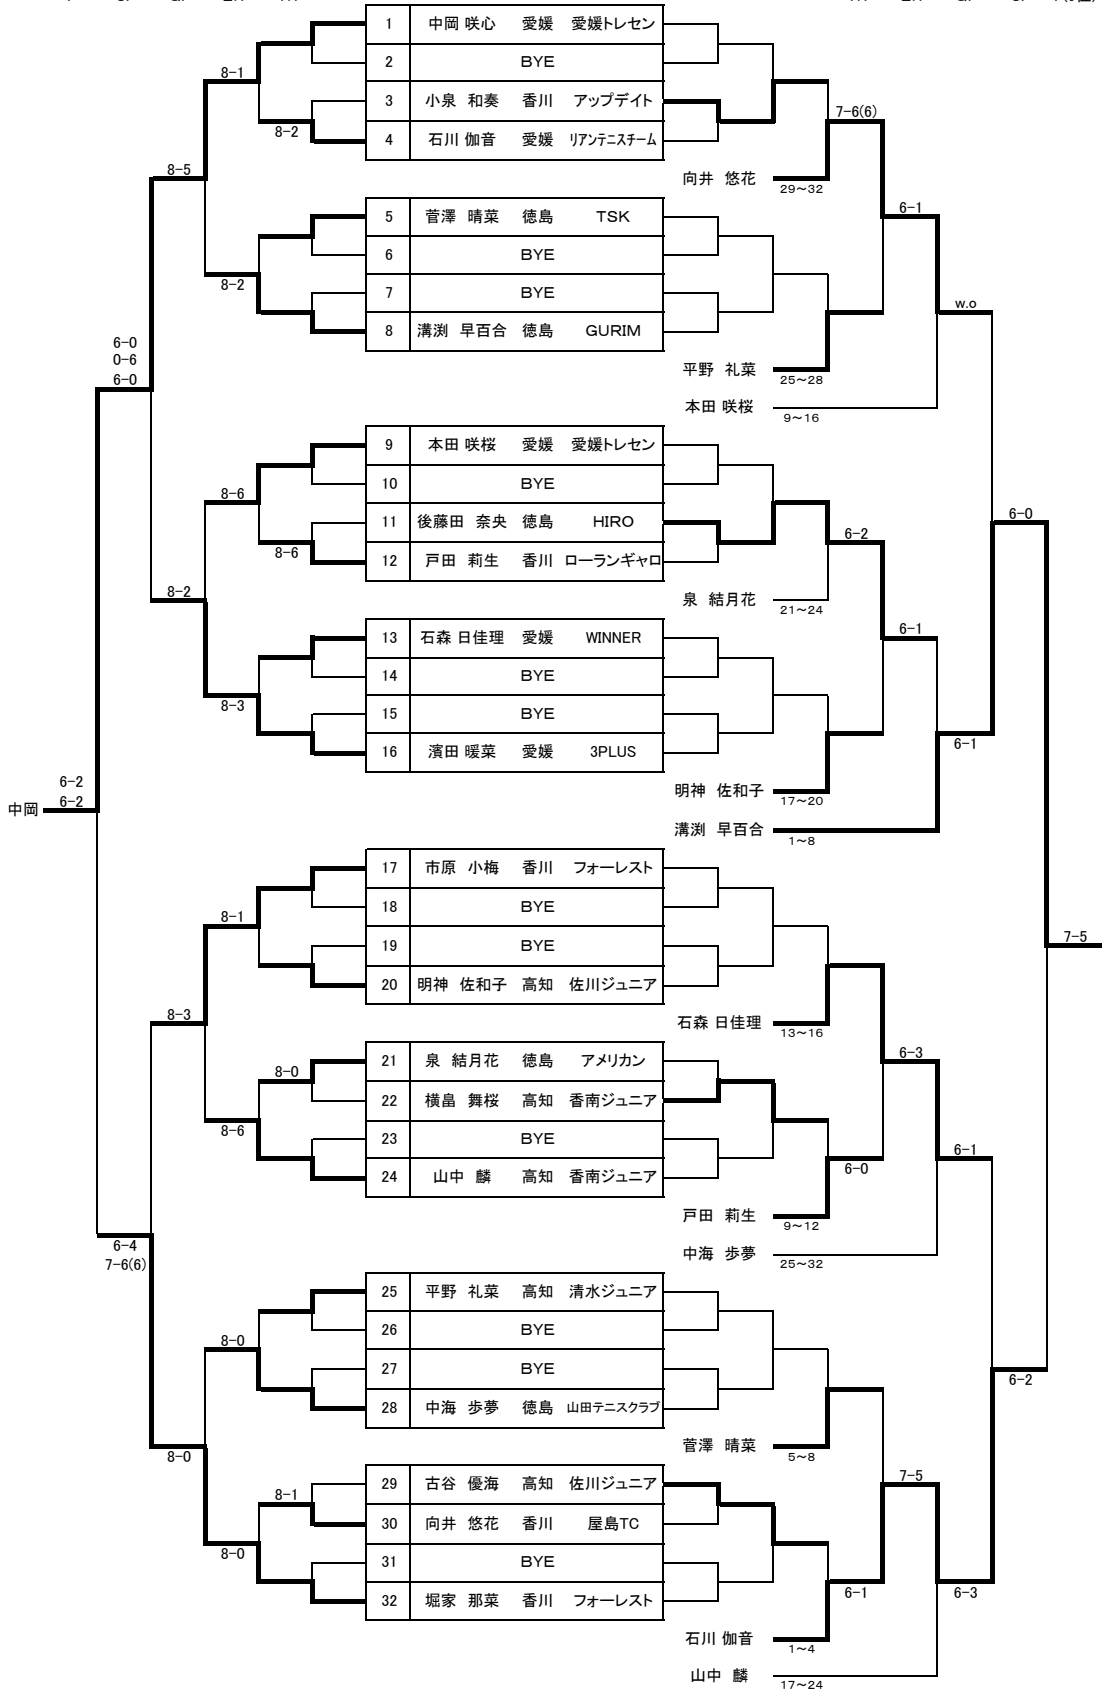 1 中岡 咲心 愛媛 愛媛トレセン
2 BYE
8-1
3 小泉 和奏 香川 アップデイト
7-6(6)
8-2
4 石川 伽音 愛媛 リアンテニスチーム
8-5
向井 悠花 29~32
5 菅澤 晴菜 徳島 TSK
6-1
6 BYE
8-2
7 BYE
w.o
8 溝渕 早百合 徳島 GURIM
6-0
0-6
6-0
平野 礼菜 25~28
本田 咲桜 9~16
9 本田 咲桜 愛媛 愛媛トレセン
10 BYE
8-6
11 後藤田 奈央 徳島 HIRO
6-0
6-2
8-6
12 戸田 莉生 香川 ローランギャロ
8-2
泉 結月花 21~24
13 石森 日佳理 愛媛 WINNER
6-1
14 BYE
8-3
15 BYE
6-1
16 濱田 暖菜 愛媛 3PLUS
6-2
6-2
明神 佐和子 17~20
中岡
溝渕 早百合 1~8
17 市原 小梅 香川 フォーレスト
18 BYE
8-1
7-5
19 BYE
20 明神 佐和子 高知 佐川ジュニア
8-3
石森 日佳理 13~16
6-3
21 泉 結月花 徳島 アメリカン
8-0
22 横畠 舞桜 高知 香南ジュニア
8-6
23 BYE
6-1
6-0
24 山中 麟 高知 香南ジュニア
戸田 莉生 9~12
6-4
7-6(6)
中海 歩夢 25~32
25 平野 礼菜 高知 清水ジュニア
26 BYE
8-0
27 BYE
6-2
28 中海 歩夢 徳島 山田テニスクラブ
菅澤 晴菜 5~8
8-0
29 古谷 優海 高知 佐川ジュニア
7-5
8-1
30 向井 悠花 香川 屋島TC
8-0
31 BYE
6-1
6-3
32 堀家 那菜 香川 フォーレスト
石川 伽音 1~4
山中 麟 17~24